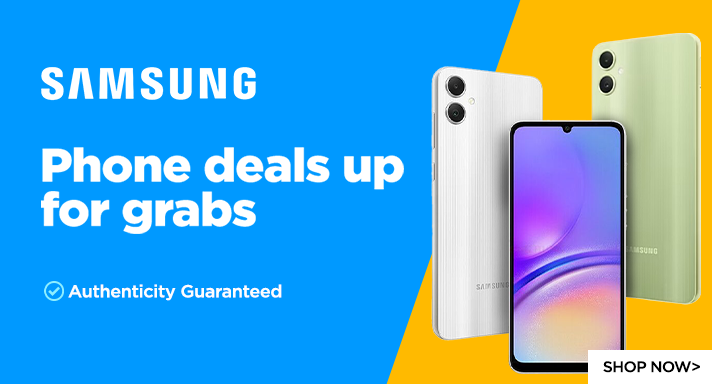 SAMSUNG
Phone deals up
for grabs
Authenticity Guaranteed
SAMSUNG
SAMSUNG
SHOP NOW>